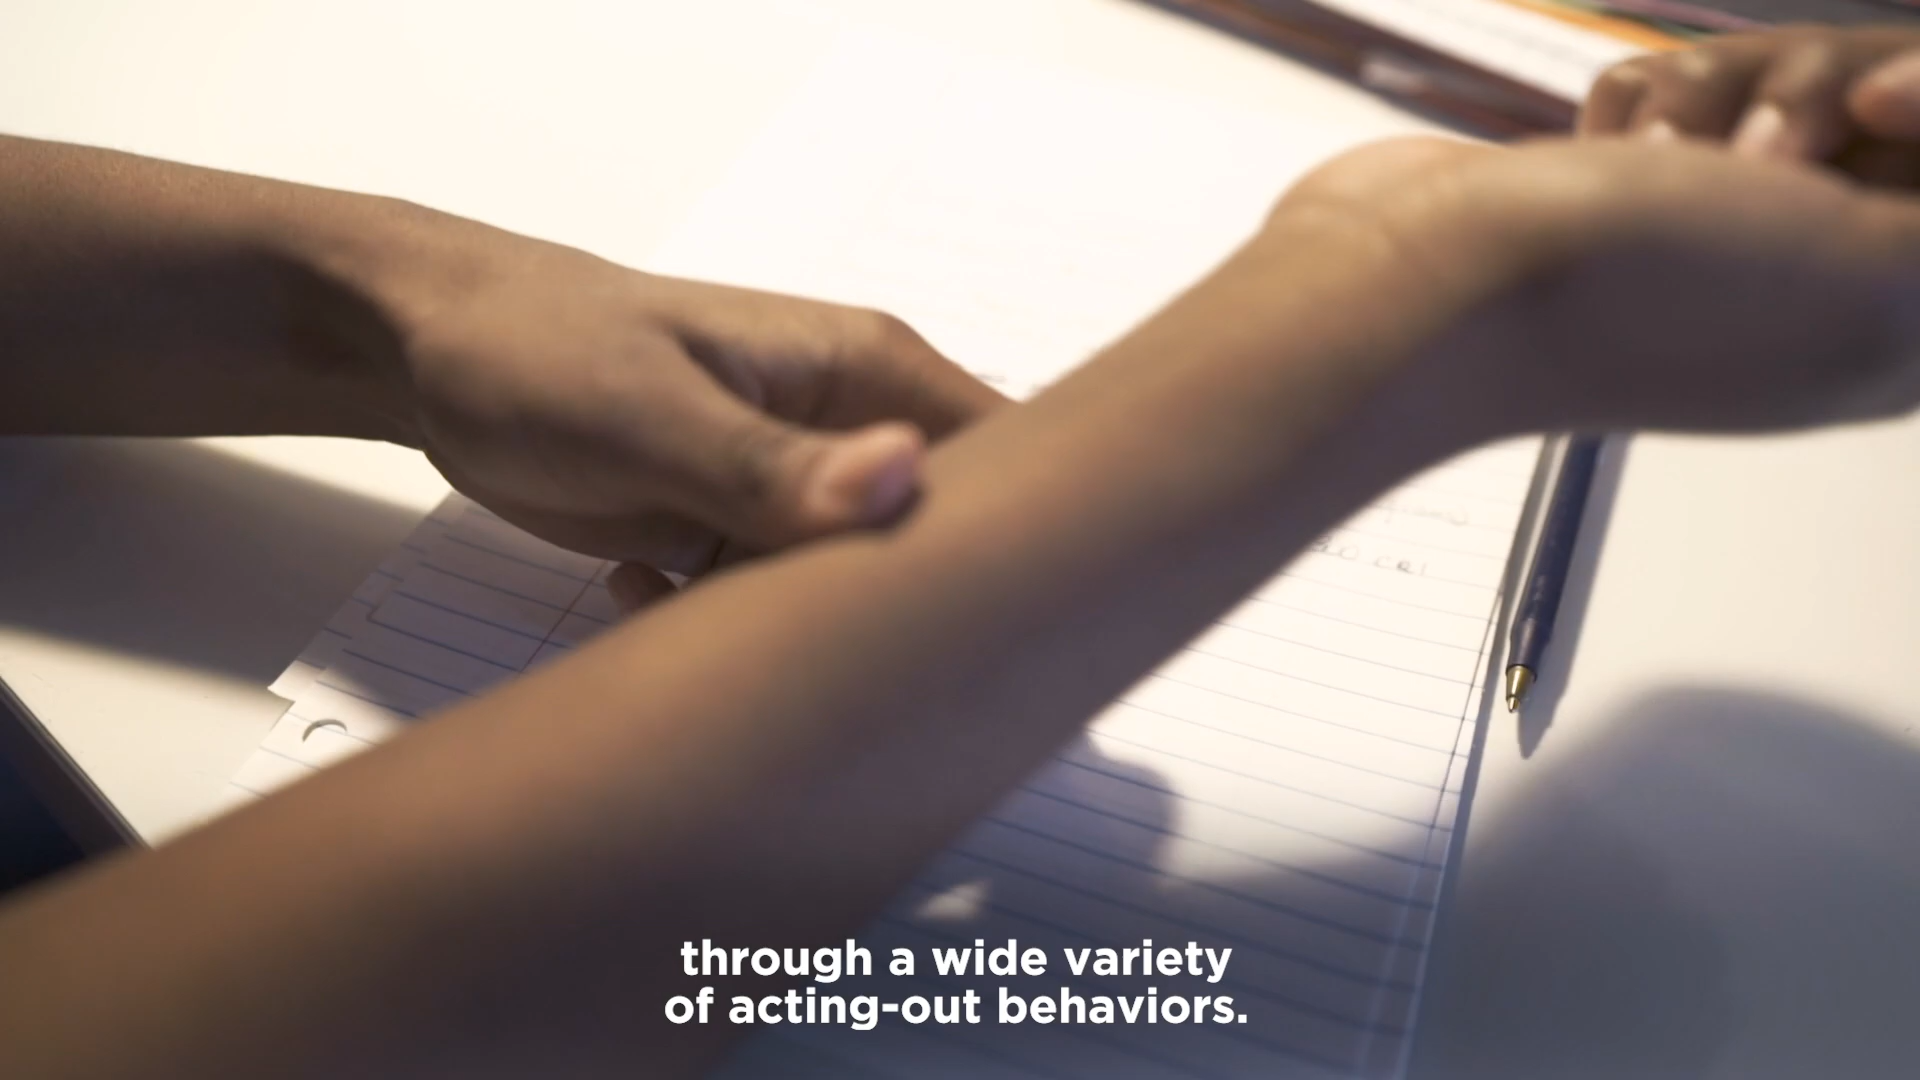 through a wide variety
of acting-out behaviors.